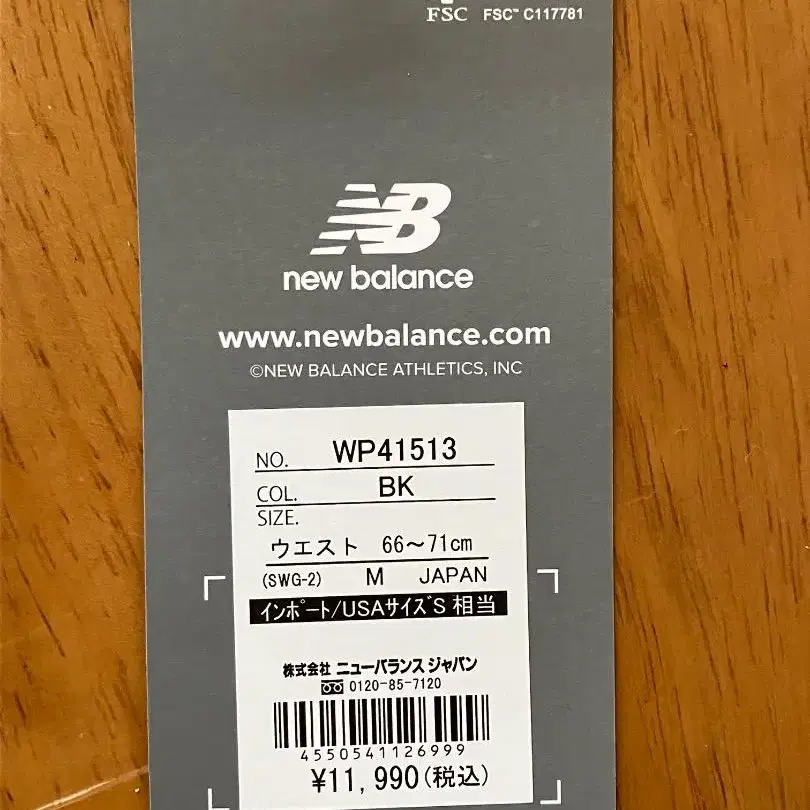 FSC FSC™ C117781
NB
new balance
www.newbalance.com
©NEW BALANCE ATHLETICS, INC
NO. WP41513
COL. BK
SIZE.
ウエスト 66～71cm
(SWG-2) M JAPAN
インポート/USAサイズS 相当
株式会社 ニューバランス ジャパン
0120-85-7120
4550541126999
¥11,990(税込)